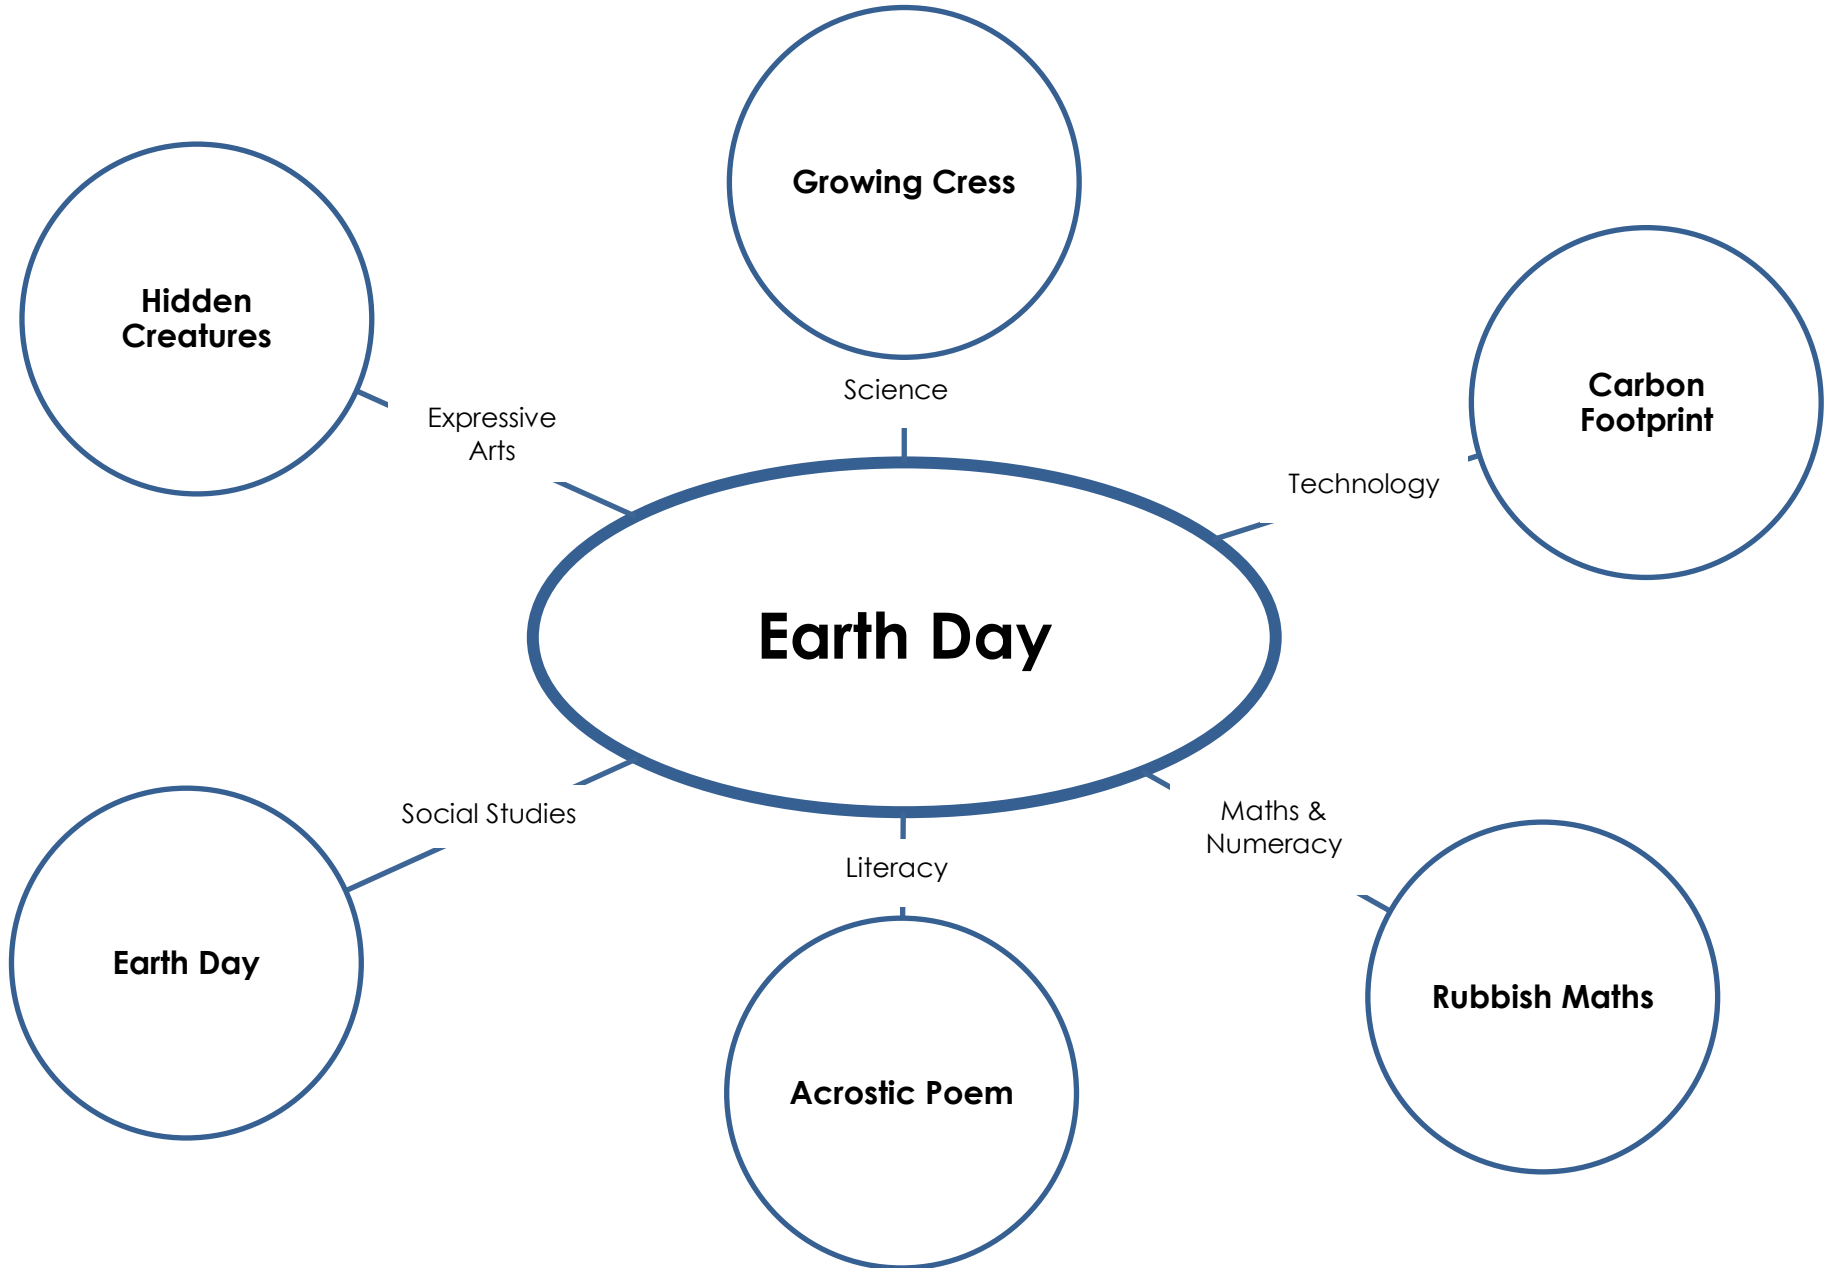 Growing Cress
Hidden
Creatures
Science
Carbon
Footprint
Expressive
Arts
Technology
Earth Day
Social Studies
Maths &
Numeracy
Literacy
Earth Day
Rubbish Maths
Acrostic Poem